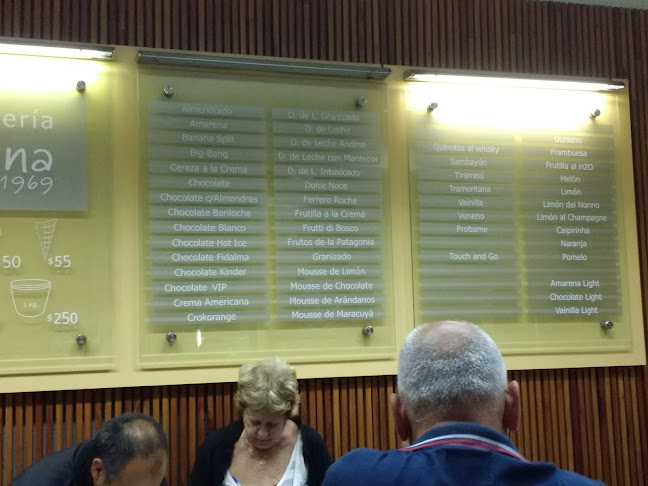 ería
na
1969
50
$55
1 Kg.
$250
Almendrado
Amarena
Banana Split
Big-Bang
Cereza a la Crema
Chocolate
Chocolate c/Almendres
Chocolate Bariloche
Chocolate Blanco
Chocolate Hot Ice
Chocolate Fidalma
Chocolate Kinder
Chocolate VIP
Crema Americana
Crokorange
D. de L. Granizado
D. de Leche
D. de Leche Andina
D. de Leche con Mantecol
D. de L. Intoxicado
Dolce Noce
Ferrero Roche
Frutilla a la Crema
Frutti di Bosco
Frutos de la Patagonia
Granizado
Mousse de Limón
Mousse de Chocolate
Mousse de Arándanos
Mousse de Maracuyá
Quinotos al whisky
Sambayón
Tiramisú
Tramontana
Vainilla
Veneno
Probame
Touch and Go
Durazno
Frambuesa
Frutilla al H2O
Melón
Limón
Limón del Nonno
Limón al Champagne
Caipirinha
Naranja
Pomelo
Amarena Light
Chocolate Light
Vainilla Light